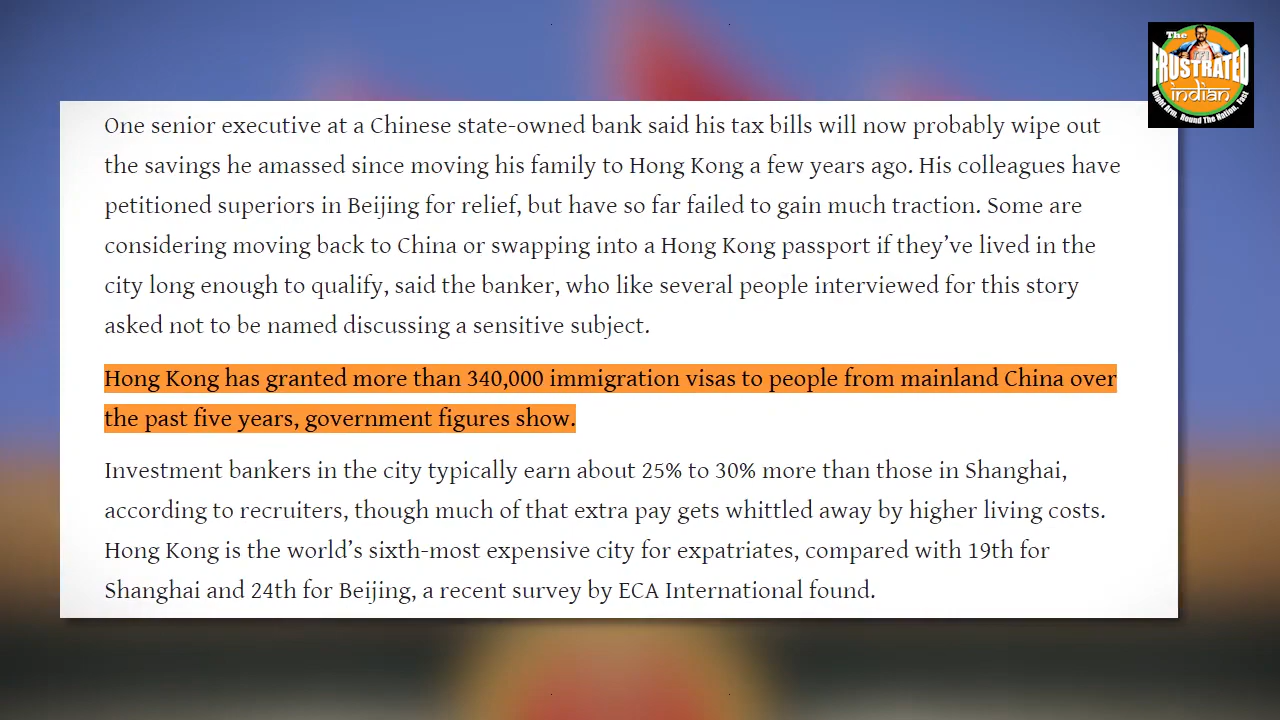 The
FRUSTRATED
indian
Right Arm, Round The Nation, Fast
One senior executive at a Chinese state-owned bank said his tax bills will now probably wipe out
the savings he amassed since moving his family to Hong Kong a few years ago. His colleagues have
petitioned superiors in Beijing for relief, but have so far failed to gain much traction. Some are
considering moving back to China or swapping into a Hong Kong passport if they’ve lived in the
city long enough to qualify, said the banker, who like several people interviewed for this story
asked not to be named discussing a sensitive subject.
Hong Kong has granted more than 340,000 immigration visas to people from mainland China over
the past five years, government figures show.
Investment bankers in the city typically earn about 25% to 30% more than those in Shanghai,
according to recruiters, though much of that extra pay gets whittled away by higher living costs.
Hong Kong is the world’s sixth-most expensive city for expatriates, compared with 19th for
Shanghai and 24th for Beijing, a recent survey by ECA International found.